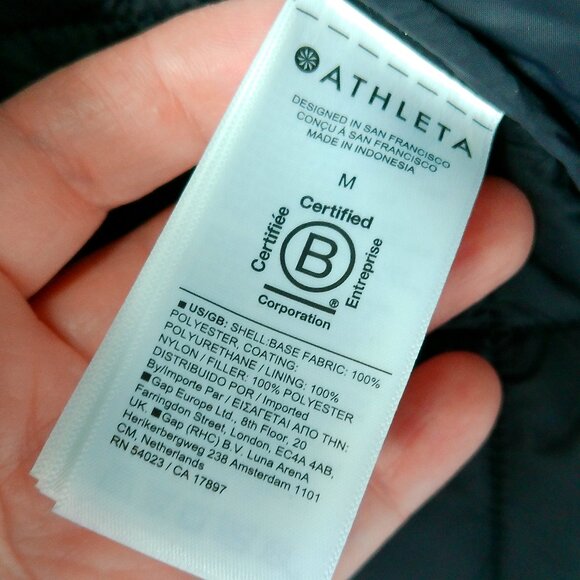 ATHLETA
DESIGNED IN SAN FRANCISCO
CONÇU À SAN FRANCISCO
MADE IN INDONESIA
M
Certified
Certifiée
B
Entreprise
®
Corporation
■ US/GB: SHELL:BASE FABRIC: 100%
POLYESTER, COATING:
POLYURETHANE / LINING: 100%
NYLON / FILLER: 100% POLYESTER
DISTRIBUIDO POR / Imported
By/Importe Par / ΕΙΣΑΓΕΤΑΙ ΑΠΟ ΤΗΝ:
■Gap Europe Ltd., 8th Floor, 20
Farringdon Street, London, EC4A 4AB,
UK. ■Gap (RHC) B.V. Luna ArenA
Herikerbergweg 238 Amsterdam 1101
CM, Netherlands
RN 54023 / CA 17897